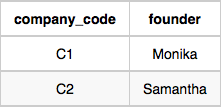 company_code founder
C1 Monika
C2 Samantha